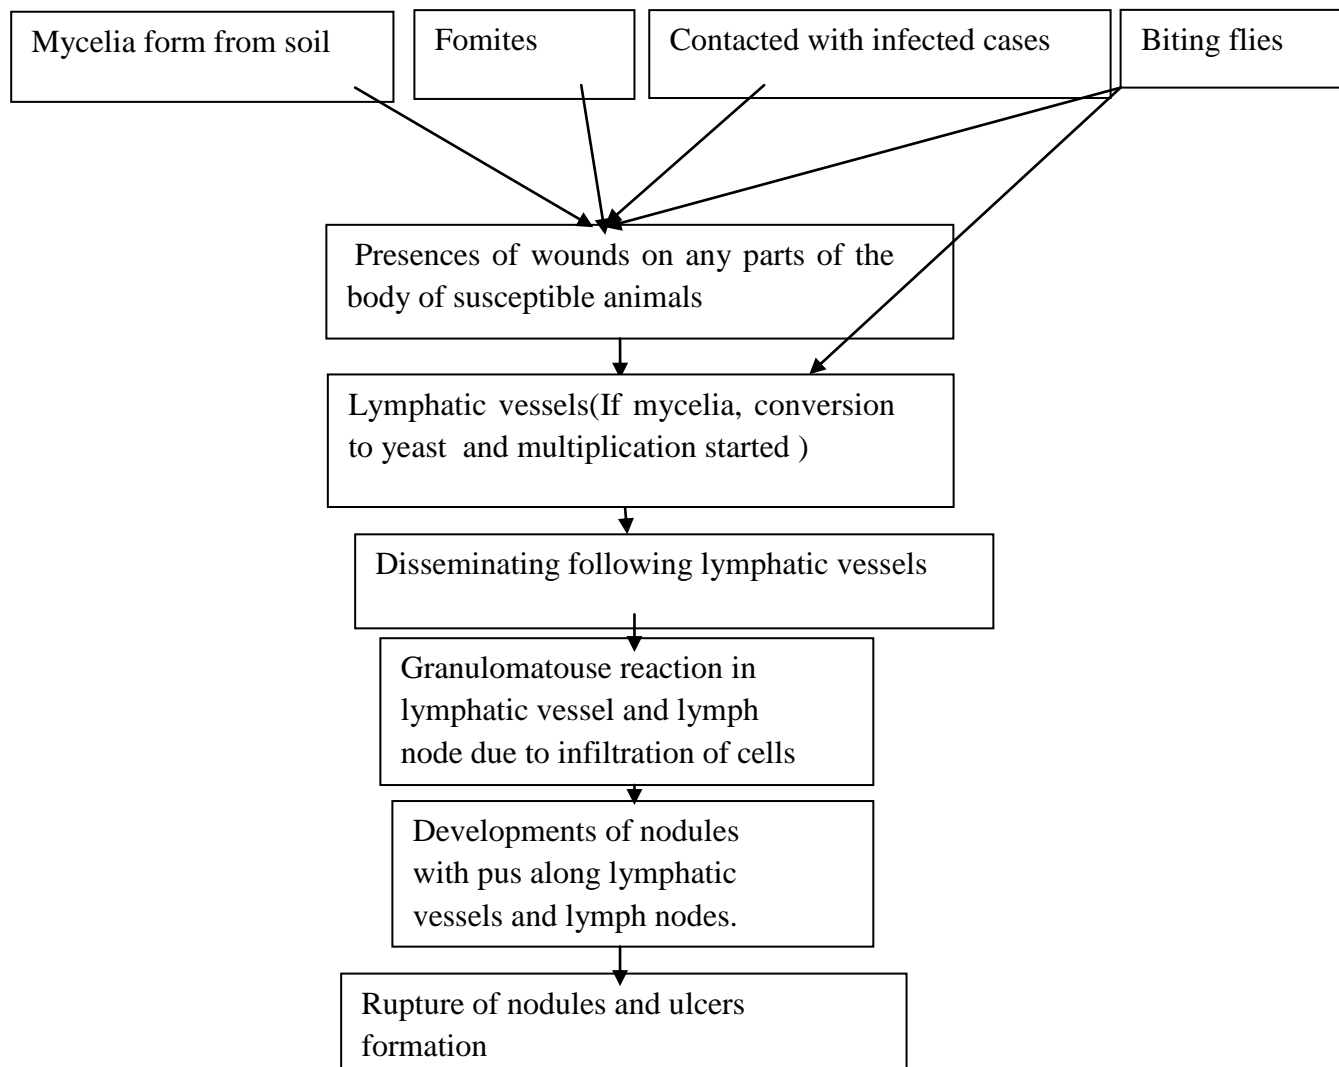 Mycelia form from soil
Fomites
Contacted with infected cases
Biting flies
Presences of wounds on any parts of the
body of susceptible animals
Lymphatic vessels(If mycelia, conversion
to yeast and multiplication started )
Disseminating following lymphatic vessels
Granulomatouse reaction in
lymphatic vessel and lymph
node due to infiltration of cells
Developments of nodules
with pus along lymphatic
vessels and lymph nodes.
Rupture of nodules and ulcers
formation